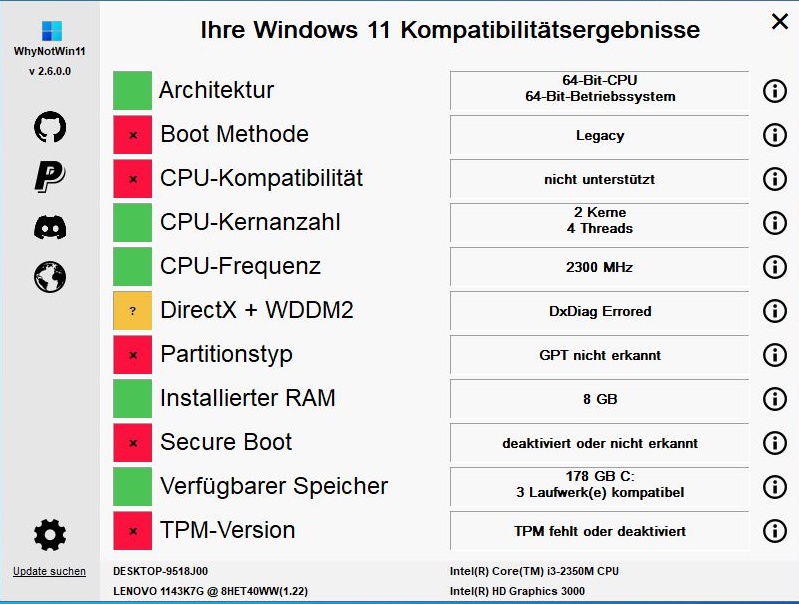 Ihre Windows 11 Kompatibilitätsergebnisse
WhyNotWin11
v 2.6.0.0
Architektur
64-Bit-CPU
64-Bit-Betriebssystem
x Boot Methode
Legacy
x CPU-Kompatibilität
nicht unterstützt
CPU-Kernanzahl
2 Kerne
4 Threads
CPU-Frequenz
2300 MHz
? DirectX + WDDM2
DxDiag Errored
x Partitionstyp
GPT nicht erkannt
Installierter RAM
8 GB
x Secure Boot
deaktiviert oder nicht erkannt
Verfügbarer Speicher
178 GB C:
3 Laufwerk(e) kompatibel
x TPM-Version
TPM fehlt oder deaktiviert
Update suchen
DESKTOP-9518J00
Intel(R) Core(TM) i3-2350M CPU
LENOVO 1143K7G @ 8HET40WW(1.22)
Intel(R) HD Graphics 3000